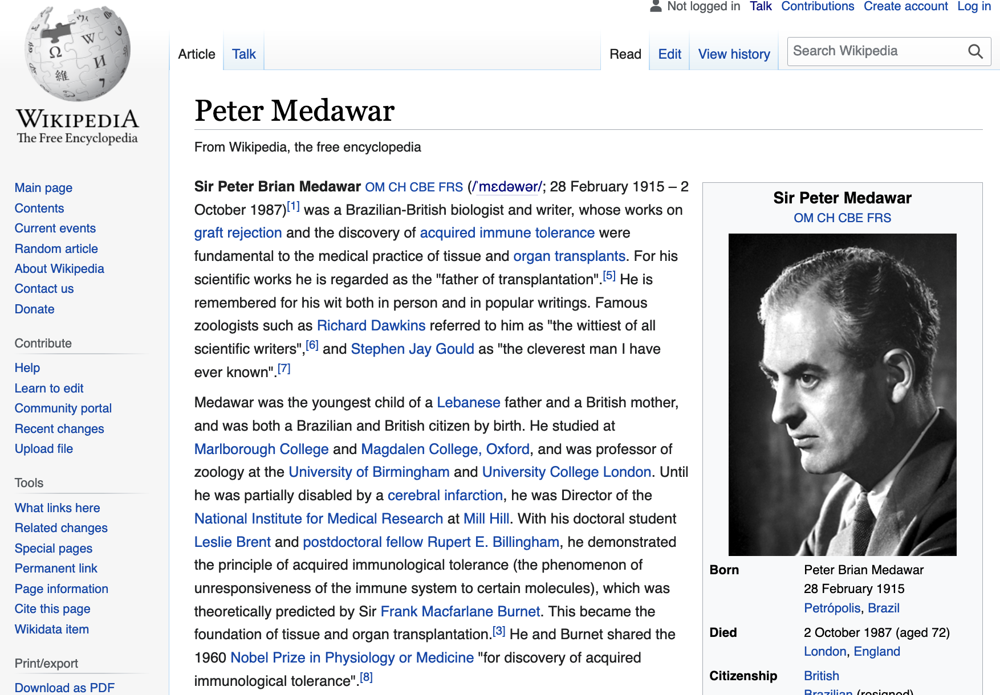 Not logged in Talk Contributions Create account Log in
Article Talk Read Edit View history Search Wikipedia
WIKIPEDIA
The Free Encyclopedia
Main page
Contents
Current events
Random article
About Wikipedia
Contact us
Donate
Contribute
Help
Learn to edit
Community portal
Recent changes
Upload file
Tools
What links here
Related changes
Special pages
Permanent link
Page information
Cite this page
Wikidata item
Print/export
Download as PDF
Peter Medawar
From Wikipedia, the free encyclopedia
Sir Peter Brian Medawar OM CH CBE FRS (/ˈmɛdəwər/; 28 February 1915 – 2
October 1987)[1] was a Brazilian-British biologist and writer, whose works on
graft rejection and the discovery of acquired immune tolerance were
fundamental to the medical practice of tissue and organ transplants. For his
scientific works he is regarded as the "father of transplantation".[5] He is
remembered for his wit both in person and in popular writings. Famous
zoologists such as Richard Dawkins referred to him as "the wittiest of all
scientific writers",[6] and Stephen Jay Gould as "the cleverest man I have
ever known".[7]
Medawar was the youngest child of a Lebanese father and a British mother,
and was both a Brazilian and British citizen by birth. He studied at
Marlborough College and Magdalen College, Oxford, and was professor of
zoology at the University of Birmingham and University College London. Until
he was partially disabled by a cerebral infarction, he was Director of the
National Institute for Medical Research at Mill Hill. With his doctoral student
Leslie Brent and postdoctoral fellow Rupert E. Billingham, he demonstrated
the principle of acquired immunological tolerance (the phenomenon of
unresponsiveness of the immune system to certain molecules), which was
theoretically predicted by Sir Frank Macfarlane Burnet. This became the
foundation of tissue and organ transplantation.[3] He and Burnet shared the
1960 Nobel Prize in Physiology or Medicine "for discovery of acquired
immunological tolerance".[8]
Sir Peter Medawar
OM CH CBE FRS
Born Peter Brian Medawar
28 February 1915
Petrópolis, Brazil
Died 2 October 1987 (aged 72)
London, England
Citizenship British
Brazilian (resigned)